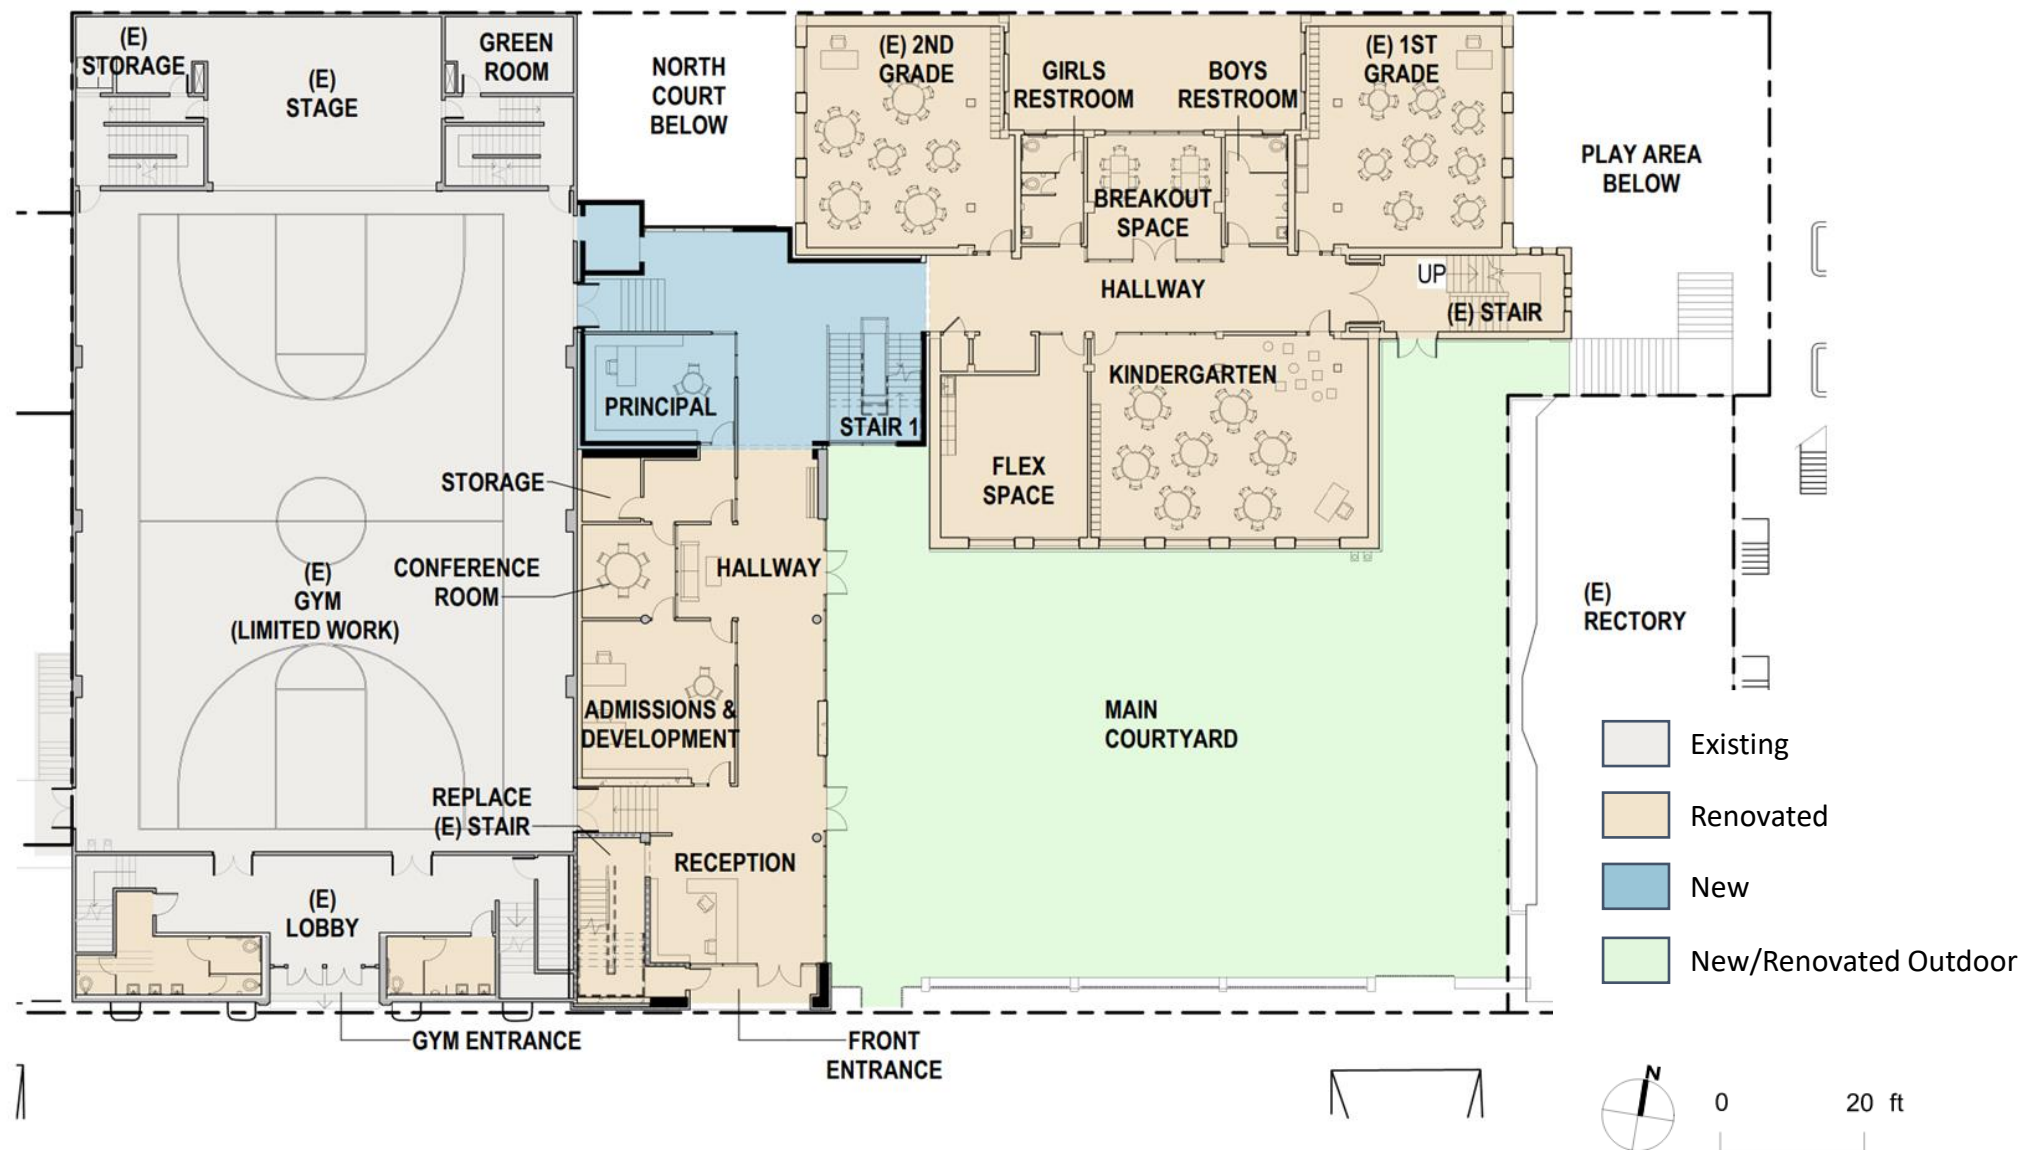 (E)
STORAGE
(E)
STAGE
GREEN
ROOM
NORTH
COURT
BELOW
(E) 2ND
GRADE
GIRLS
RESTROOM
BOYS
RESTROOM
(E) 1ST
GRADE
PLAY AREA
BELOW
BREAKOUT
SPACE
HALLWAY
UP
(E) STAIR
PRINCIPAL
STAIR 1
KINDERGARTEN
FLEX
SPACE
STORAGE
CONFERENCE
ROOM
HALLWAY
(E)
GYM
(LIMITED WORK)
(E)
RECTORY
ADMISSIONS &
DEVELOPMENT
MAIN
COURTYARD
REPLACE
(E) STAIR
RECEPTION
(E)
LOBBY
GYM ENTRANCE
FRONT
ENTRANCE
Existing
Renovated
New
New/Renovated Outdoor
N
0 20 ft